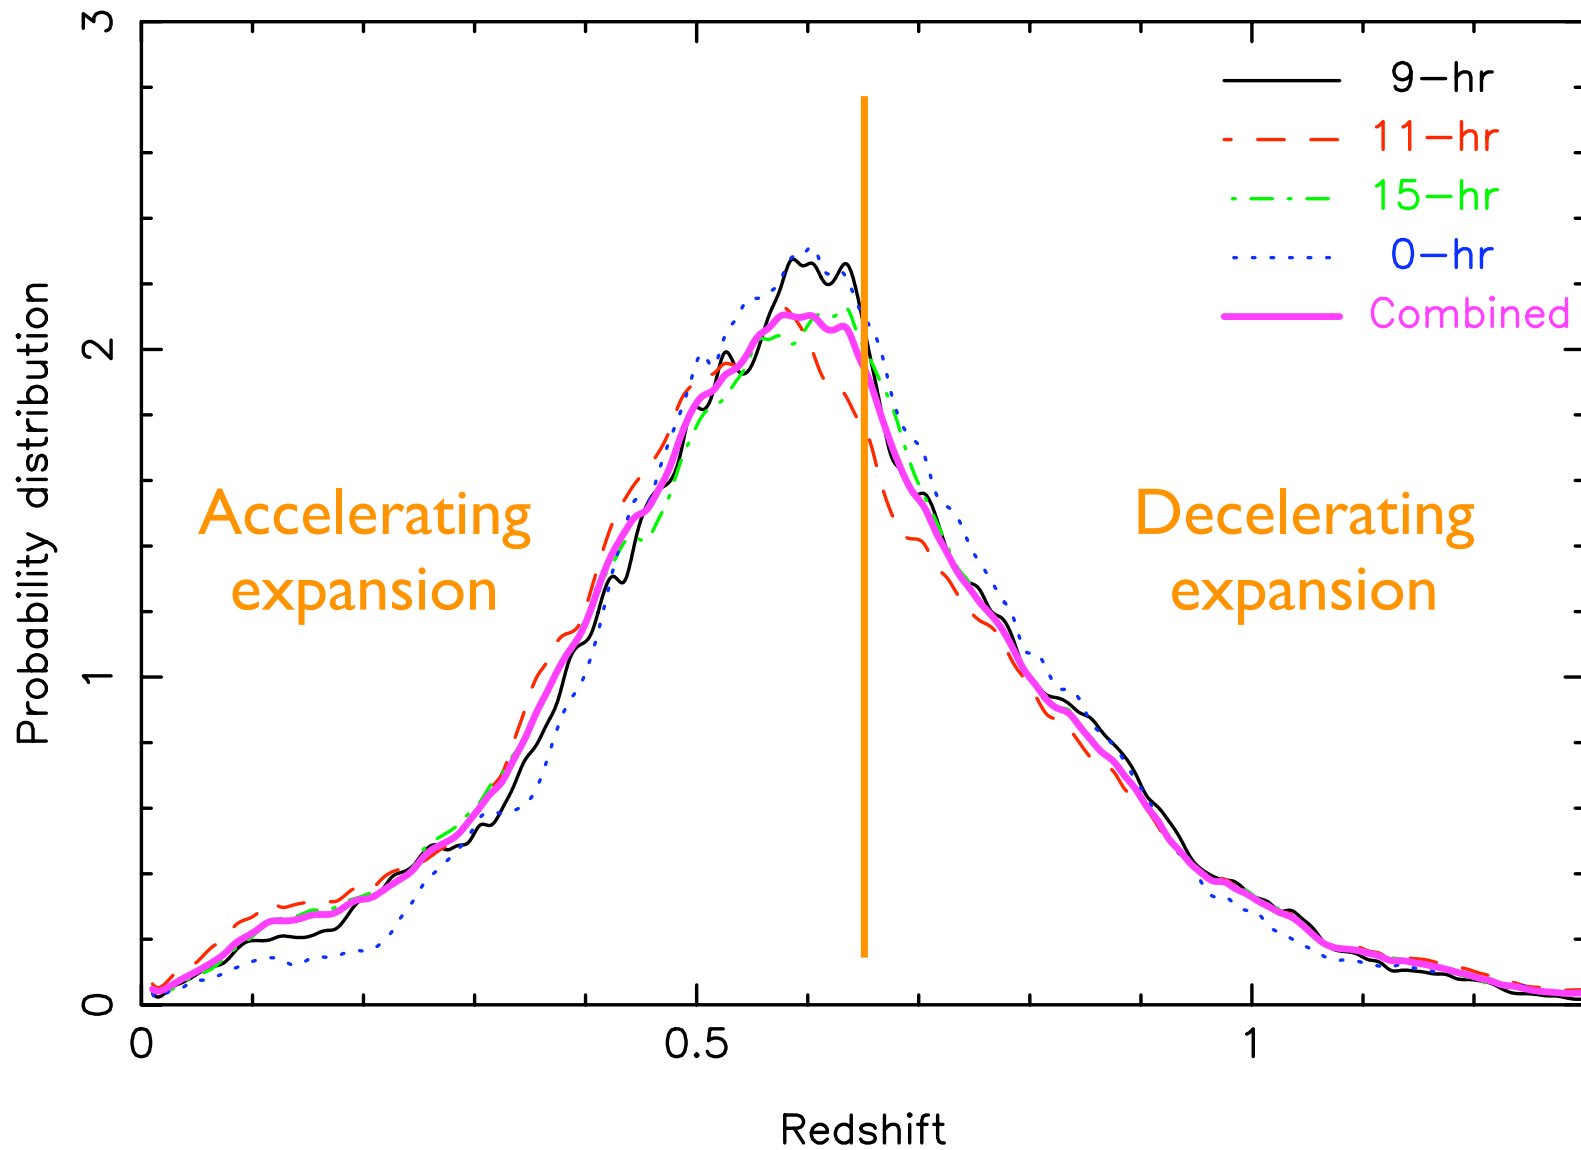 3
9-hr
11-hr
15-hr
0-hr
Combined
2
Probability distribution
Accelerating
expansion
Decelerating
expansion
1
0
0
0.5
1
Redshift